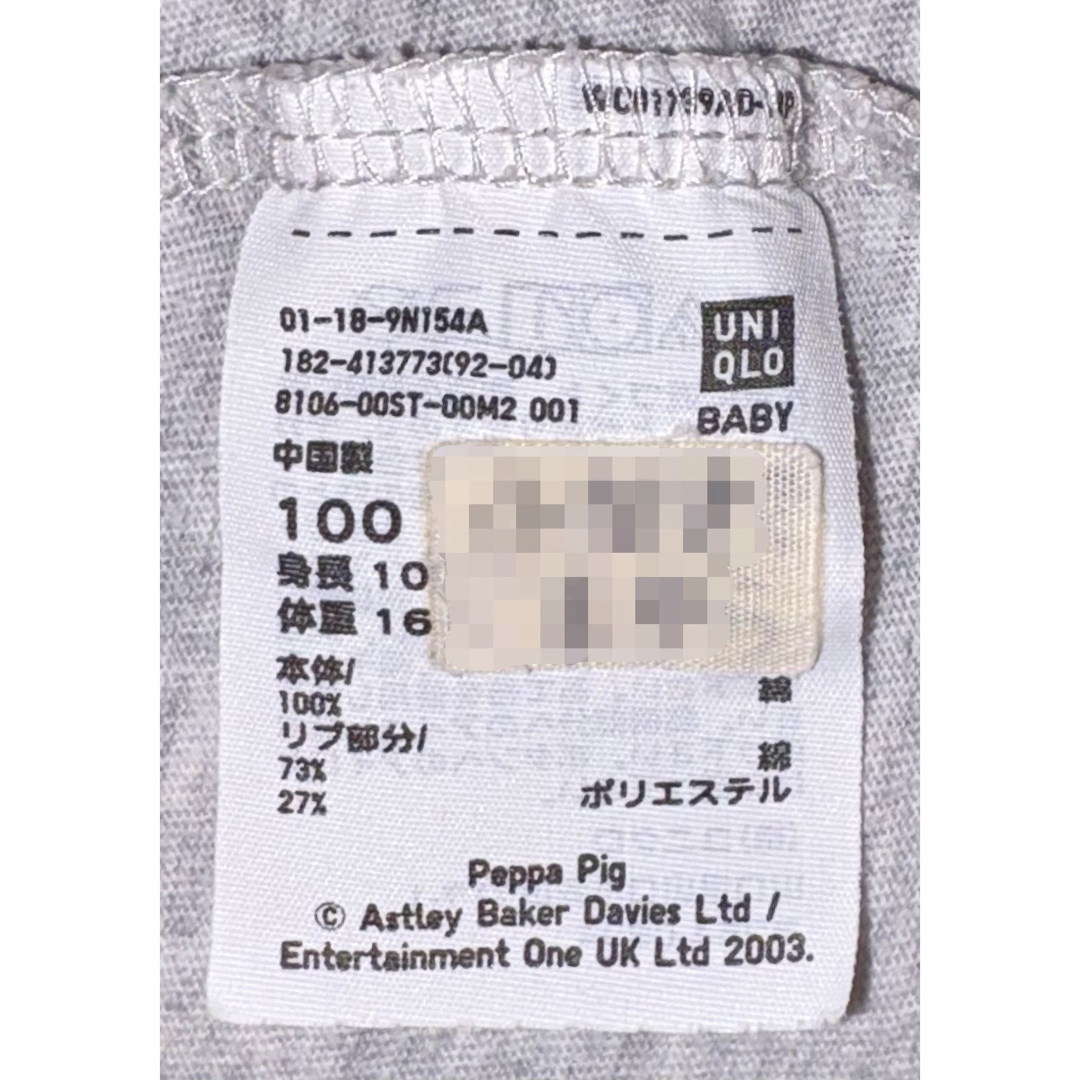 UNI
QLO
BABY
01-18-9N154A
182-413773(92-04)
8106-00ST-00M2 001
中国製
100
身長 10
体重 16
本体/
100% 綿
リブ部分/
73% 綿
27% ポリエステル
Peppa Pig
© Astley Baker Davies Ltd /
Entertainment One UK Ltd 2003.